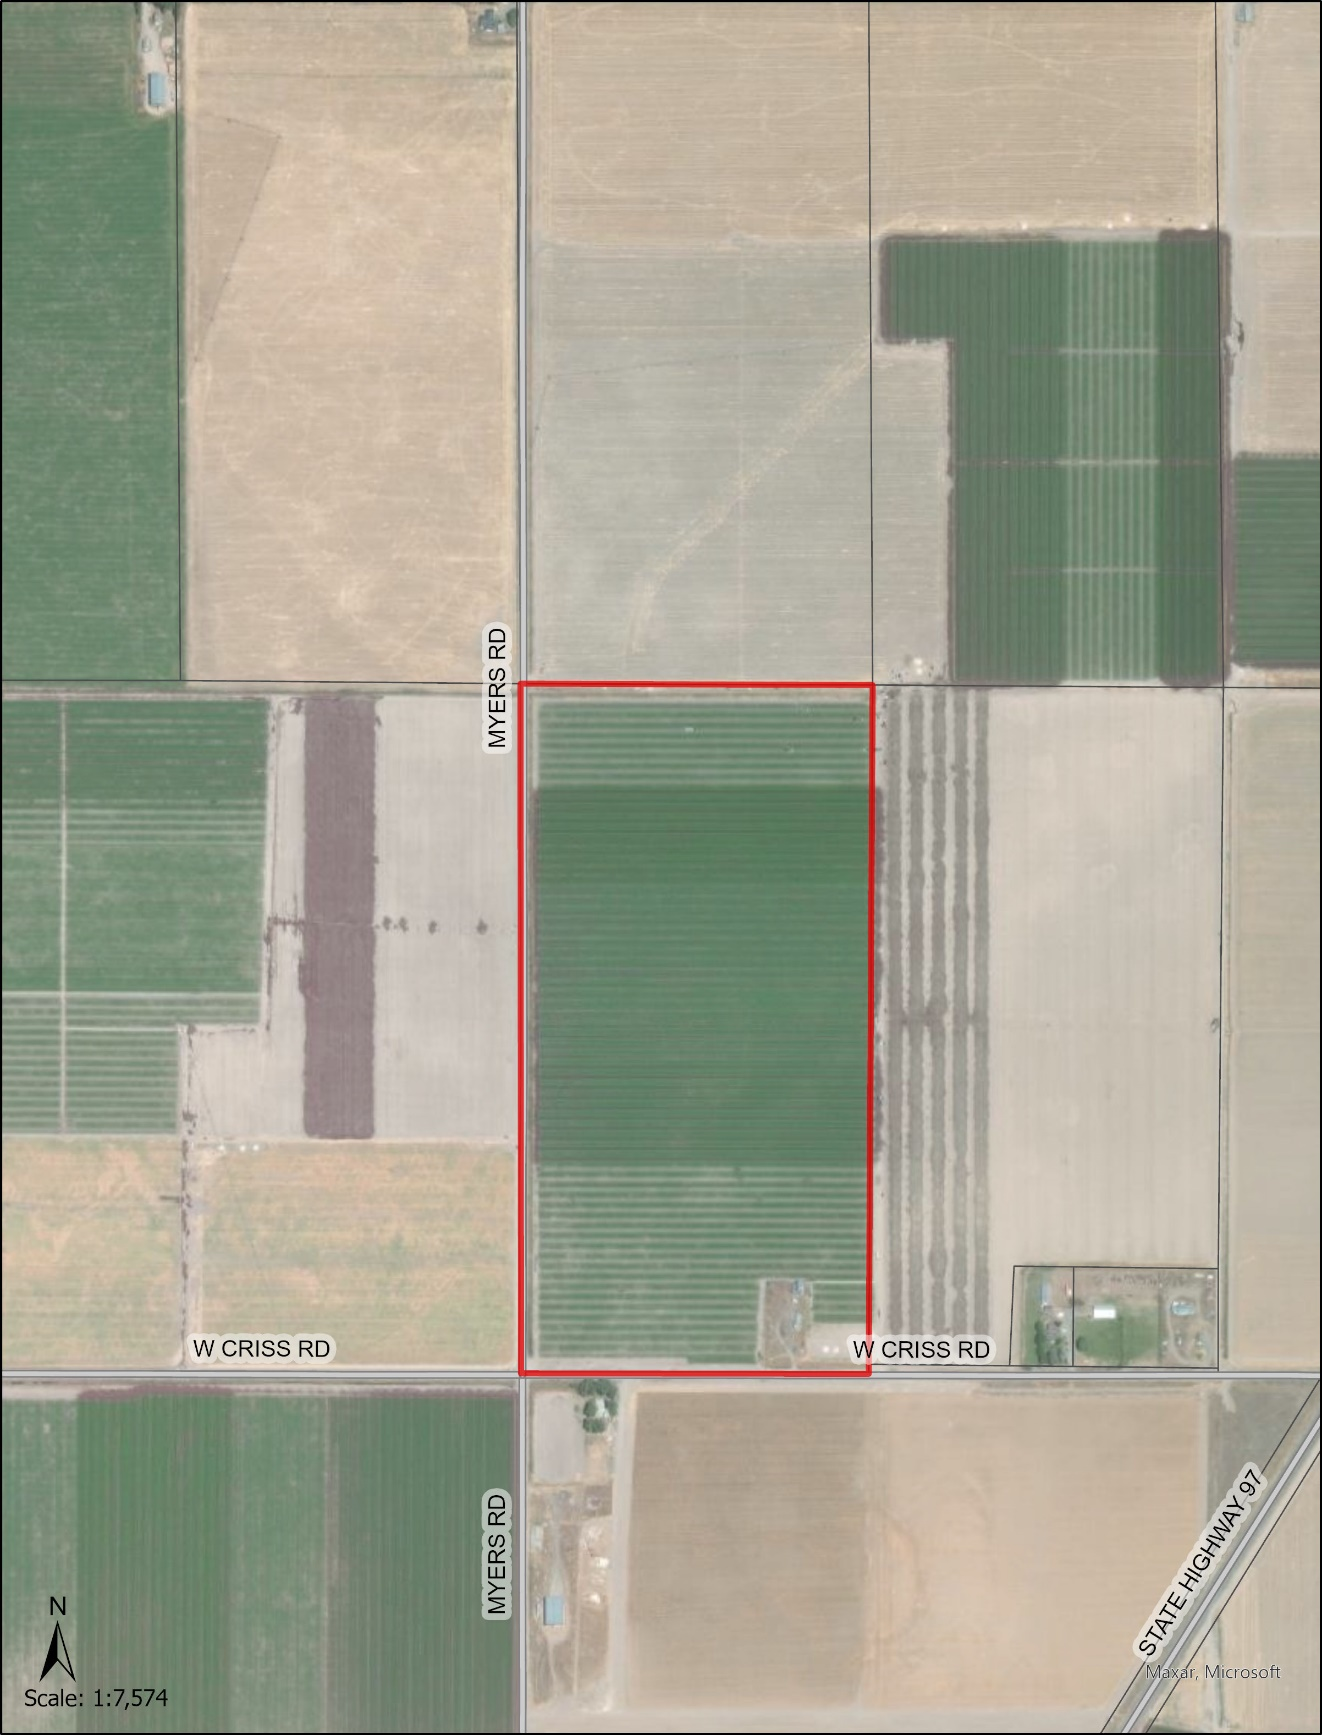 MYERS RD
W CRISS RD
W CRISS RD
MYERS RD
STATE HIGHWAY 97
N
Scale: 1:7,574
Maxar, Microsoft